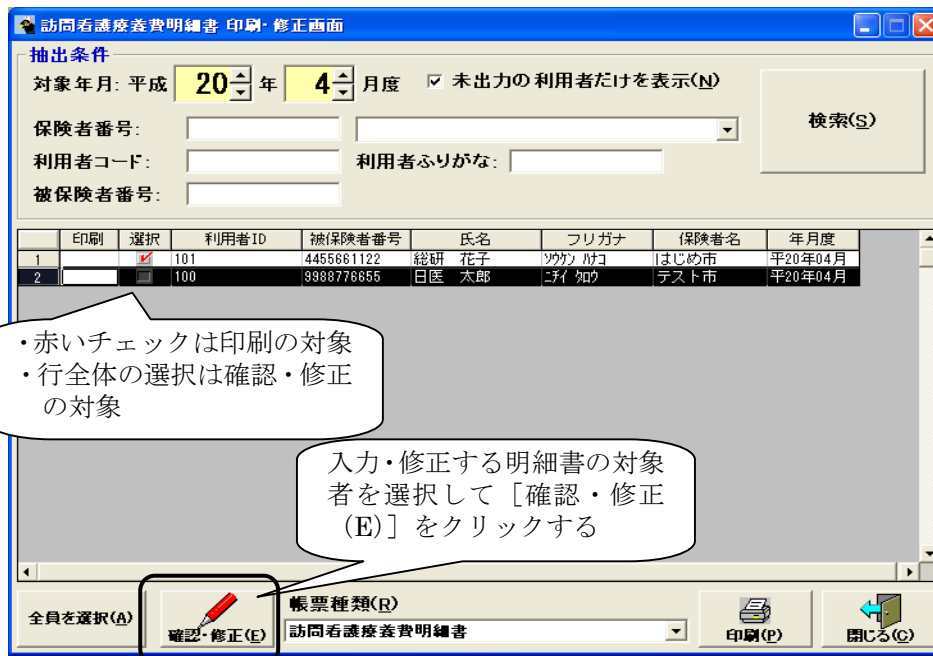 訪問看護療養費明細書 印刷・修正画面
抽出条件
対象年月: 平成 20 年 4 月度 未出力の利用者だけを表示(N)
検索(S)
保険者番号:
利用者コード: 利用者ふりがな:
被保険者番号:
印刷 選択 利用者ID 被保険者番号 氏名 フリガナ 保険者名 年月度
1 101 4455661122 総研 花子 ソウケン ハナコ はじめ市 平20年04月
2 100 9988776655 日医 太郎 ニチイ タロウ テスト市 平20年04月
・赤いチェックは印刷の対象
・行全体の選択は確認・修正
の対象
入力・修正する明細書の対象
者を選択して［確認・修正
(E)］をクリックする
全員を選択(A)
確認・修正(E)
帳票種類(R)
訪問看護療養費明細書
印刷(P)
閉じる(C)